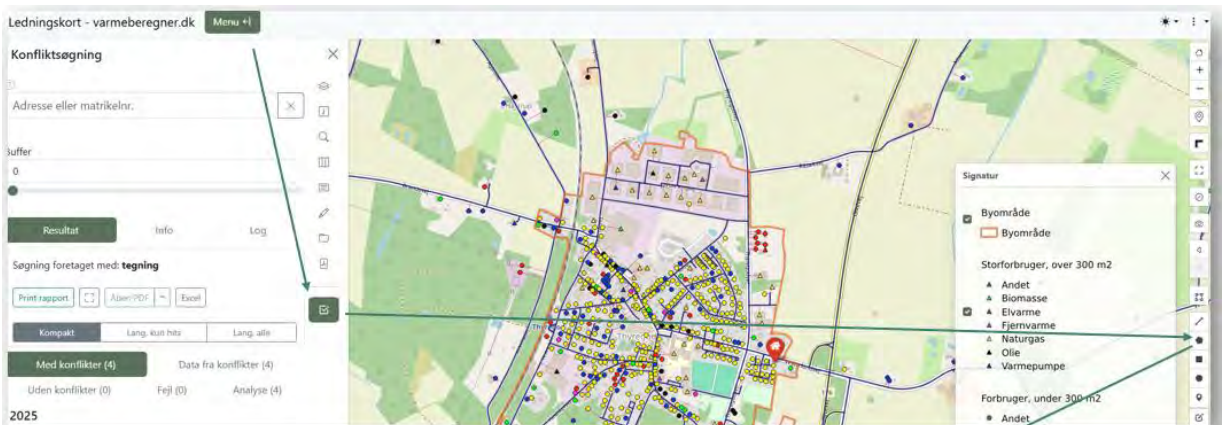 Ledningskort - varmeberegner.dk
Menu
Konfliktsøgning
Adresse eller matrikelnr.
Buffer
0
Resultat
Info
Log
Søgning foretaget med: tegning
Print rapport
Åben PDF
Excel
Kompakt
Lang, kun hits
Lang, alle
Med konflikter (4)
Data fra konflikter (4)
Uden konflikter (0)
Fejl (0)
Analyse (4)
2025
Signatur
Byområde
Byområde
Storforbruger, over 300 m2
Andet
Biomasse
Elvarme
Fjernvarme
Naturgas
Olie
Varmepumpe
Forbruger, under 300 m2
Andet